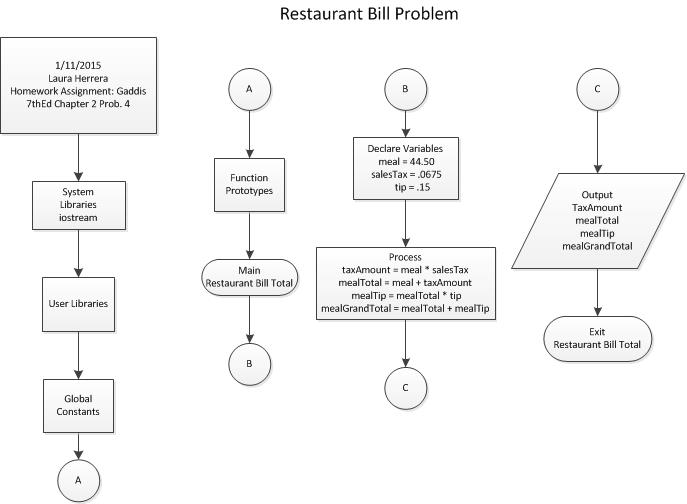 Restaurant Bill Problem
1/11/2015
Laura Herrera
Homework Assignment: Gaddis
7thEd Chapter 2 Prob. 4
System
Libraries
iostream
User Libraries
Global
Constants
A
A
Function
Prototypes
Main
Restaurant Bill Total
B
B
Declare Variables
meal = 44.50
salesTax = .0675
tip = .15
Process
taxAmount = meal * salesTax
mealTotal = meal + taxAmount
mealTip = mealTotal * tip
mealGrandTotal = mealTotal + mealTip
C
C
Output
TaxAmount
mealTotal
mealTip
mealGrandTotal
Exit
Restaurant Bill Total